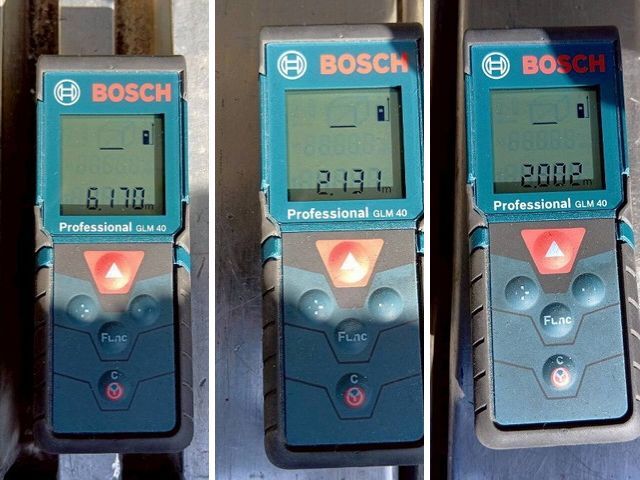 BOSCH
6.170m
Professional GLM 40
Func
C
BOSCH
2.131m
Professional GLM 40
Func
C
BOSCH
2.002m
Professional GLM 40
Func
C